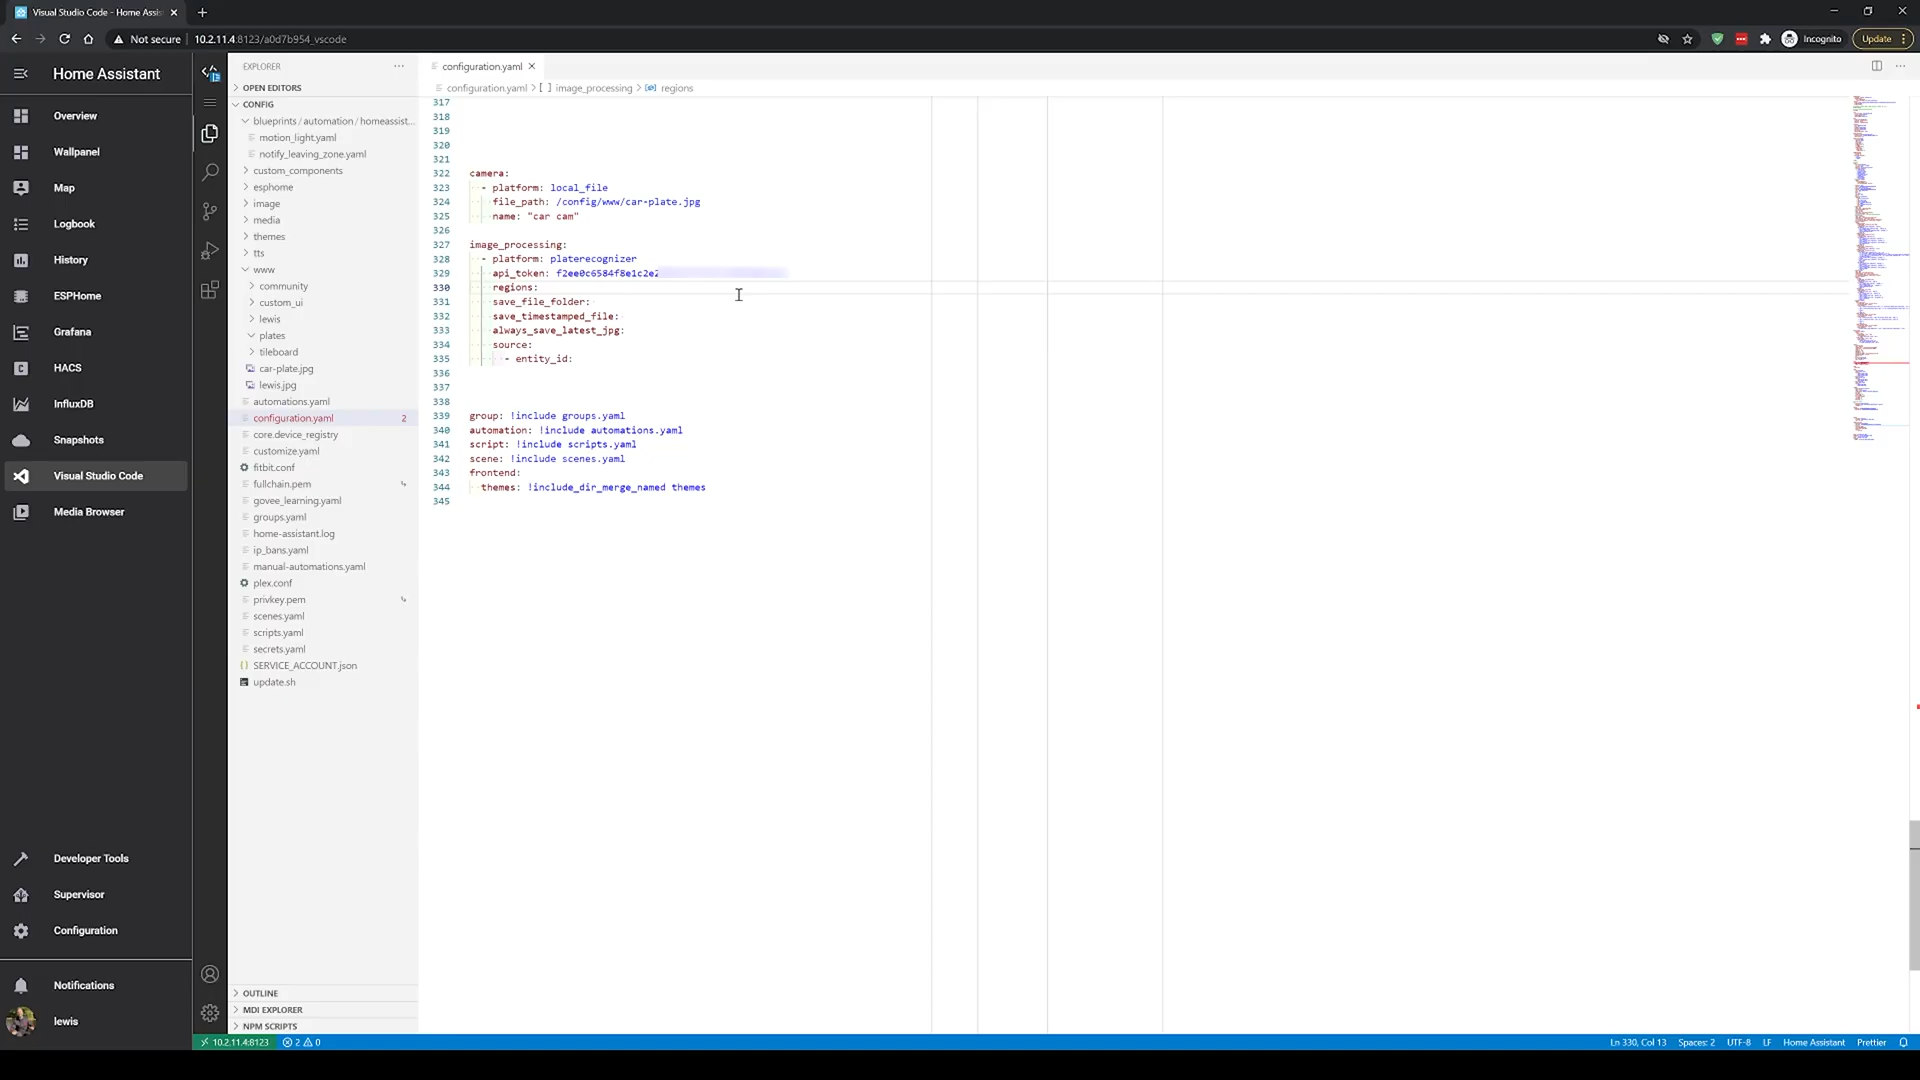 Visual Studio Code - Home Assis
Not secure
10.2.11.4:8123/a0d7b954_vscode
Incognito
Update
Home Assistant
Overview
Wallpanel
Map
Logbook
History
ESPHome
Grafana
HACS
InfluxDB
Snapshots
Visual Studio Code
Media Browser
Developer Tools
Supervisor
Configuration
Notifications
lewis
EXPLORER
OPEN EDITORS
CONFIG
blueprints / automation / homeassist...
motion_light.yaml
notify_leaving_zone.yaml
custom_components
esphome
image
media
themes
tts
www
community
custom_ui
lewis
plates
tileboard
car-plate.jpg
lewis.jpg
automations.yaml
configuration.yaml 2
core.device_registry
customize.yaml
fitbit.conf
fullchain.pem
govee_learning.yaml
groups.yaml
home-assistant.log
ip_bans.yaml
manual-automations.yaml
plex.conf
privkey.pem
scenes.yaml
scripts.yaml
secrets.yaml
SERVICE_ACCOUNT.json
update.sh
OUTLINE
MDI EXPLORER
NPM SCRIPTS
configuration.yaml
configuration.yaml > [ ] image_processing > regions
317
318
319
320
321
322 camera:
323 - platform: local_file
324 file_path: /config/www/car-plate.jpg
325 name: "car cam"
326
327 image_processing:
328 - platform: platerecognizer
329 api_token: f2ee0c6584f8e1c2e2
330 regions:
331 save_file_folder:
332 save_timestamped_file:
333 always_save_latest_jpg:
334 source:
335 - entity_id:
336
337
338
339 group: !include groups.yaml
340 automation: !include automations.yaml
341 script: !include scripts.yaml
342 scene: !include scenes.yaml
343 frontend:
344 themes: !include_dir_merge_named themes
345
10.2.11.4:8123
2 0
Ln 330, Col 13
Spaces: 2
UTF-8
LF
Home Assistant
Prettier